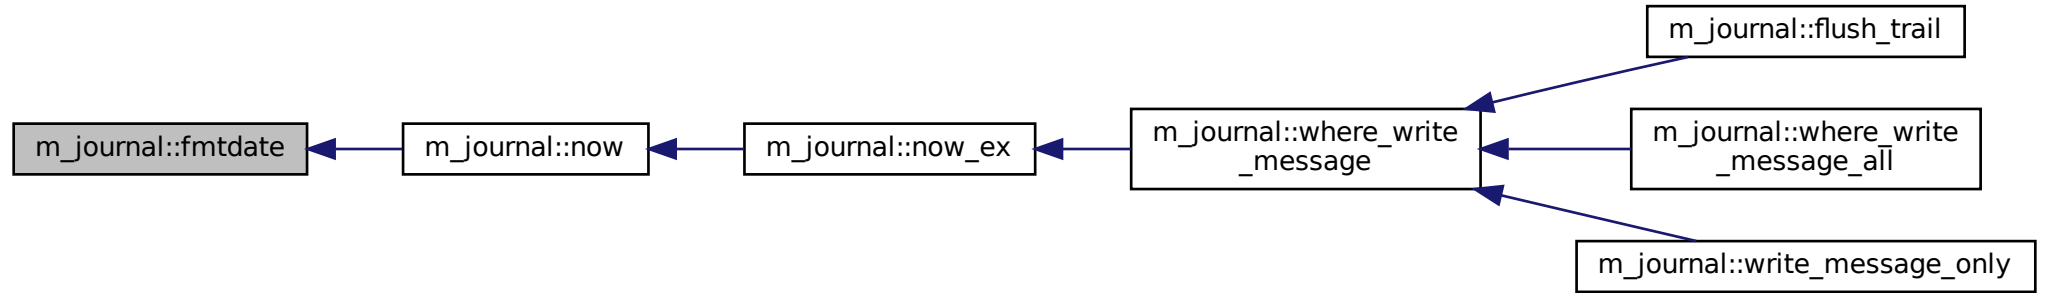 m_journal::fmtdate
m_journal::now
m_journal::now_ex
m_journal::where_write
_message
m_journal::flush_trail
m_journal::where_write
_message_all
m_journal::write_message_only